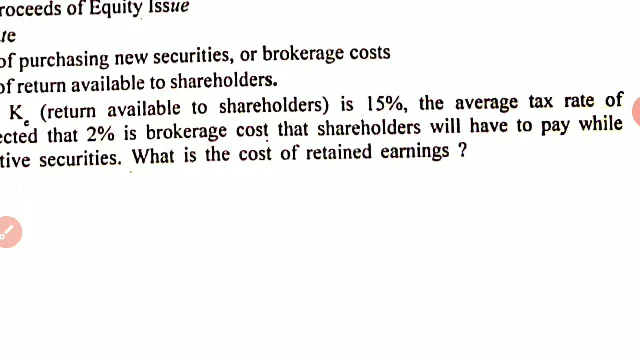 roceeds of Equity Issue
te
of purchasing new securities, or brokerage costs
of return available to shareholders.
Ke (return available to shareholders) is 15%, the average tax rate of
ected that 2% is brokerage cost that shareholders will have to pay while
tive securities. What is the cost of retained earnings ?